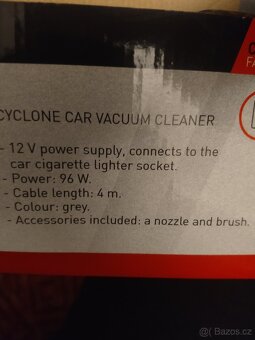 CYCLONE CAR VACUUM CLEANER
- 12 V power supply, connects to the
car cigarette lighter socket.
- Power: 96 W.
- Cable length: 4 m.
- Colour: grey.
- Accessories included: a nozzle and brush.
© Bazos.cz